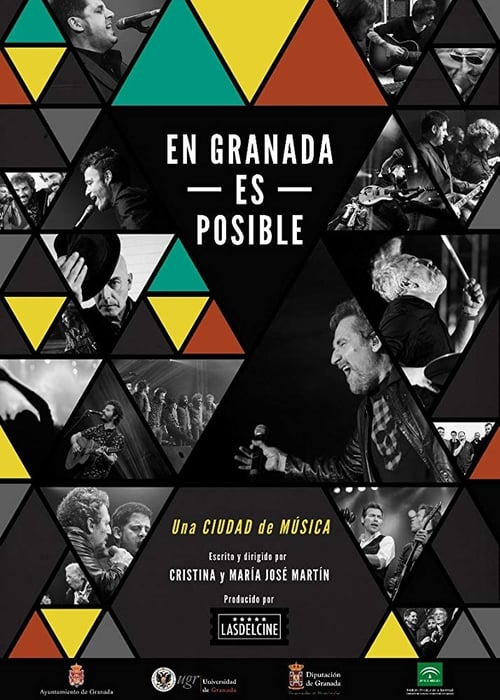 EN GRANADA
ES
POSIBLE
Una CIUDAD de MÚSICA
Escrito y dirigido por
CRISTINA y MARÍA JOSÉ MARTÍN
Producido por
LASDELCINE
Ayuntamiento de Granada
ugr
Universidad
de Granada
Diputación
de Granada